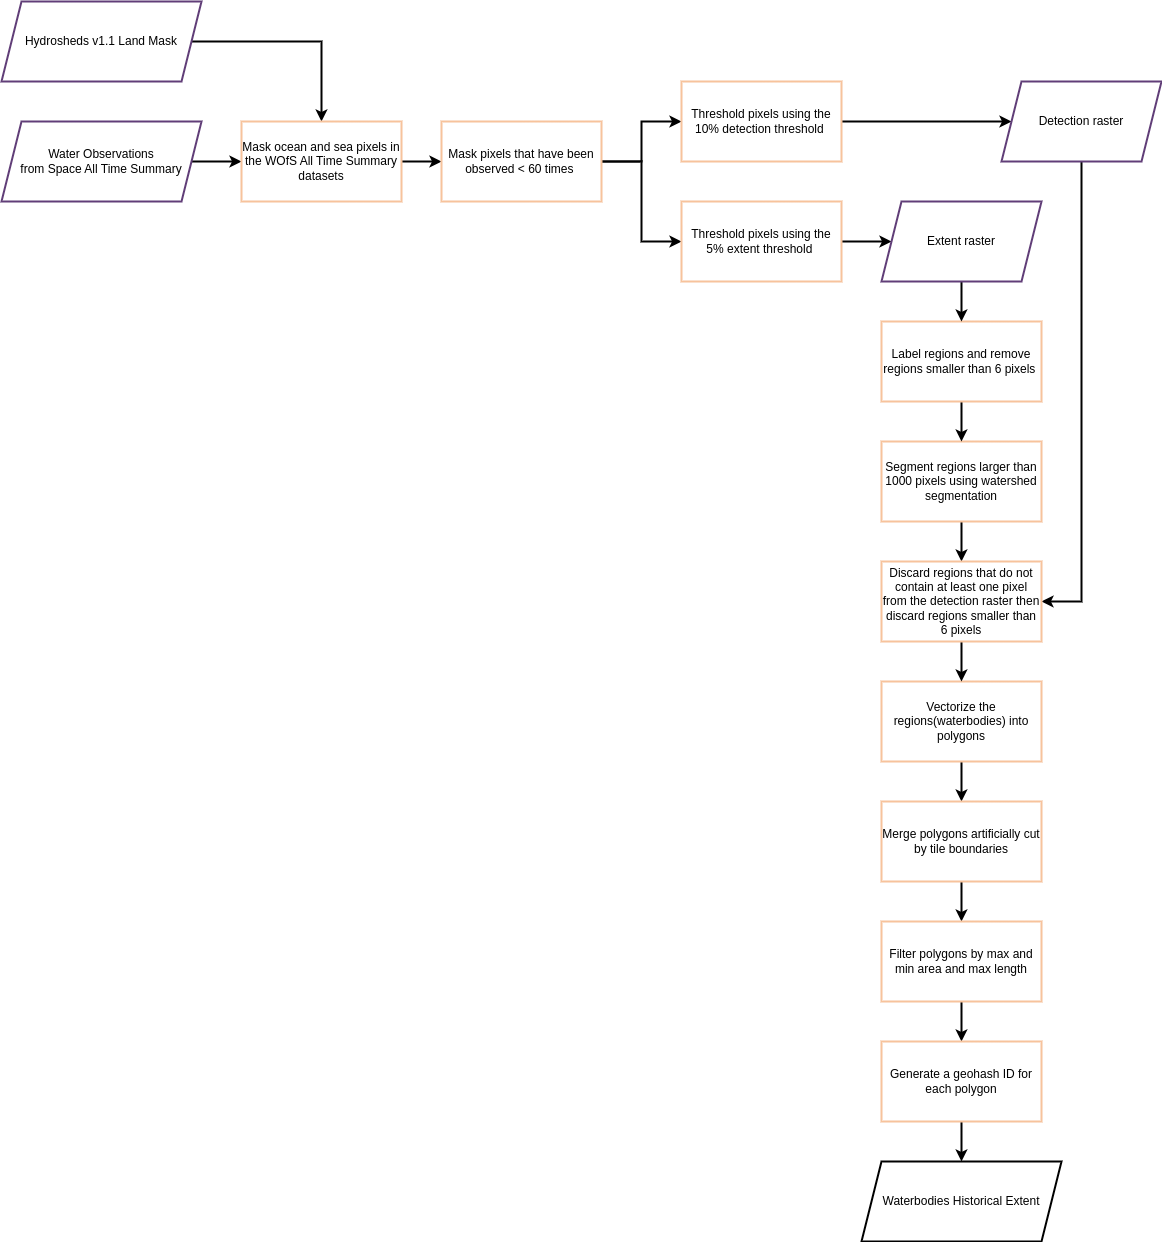 Hydrosheds v1.1 Land Mask
Water Observations
from Space All Time Summary
Mask ocean and sea pixels in
the WOfS All Time Summary
datasets
Mask pixels that have been
observed < 60 times
Threshold pixels using the
10% detection threshold
Detection raster
Threshold pixels using the
5% extent threshold
Extent raster
Label regions and remove
regions smaller than 6 pixels
Segment regions larger than
1000 pixels using watershed
segmentation
Discard regions that do not
contain at least one pixel
from the detection raster then
discard regions smaller than
6 pixels
Vectorize the
regions(waterbodies) into
polygons
Merge polygons artificially cut
by tile boundaries
Filter polygons by max and
min area and max length
Generate a geohash ID for
each polygon
Waterbodies Historical Extent